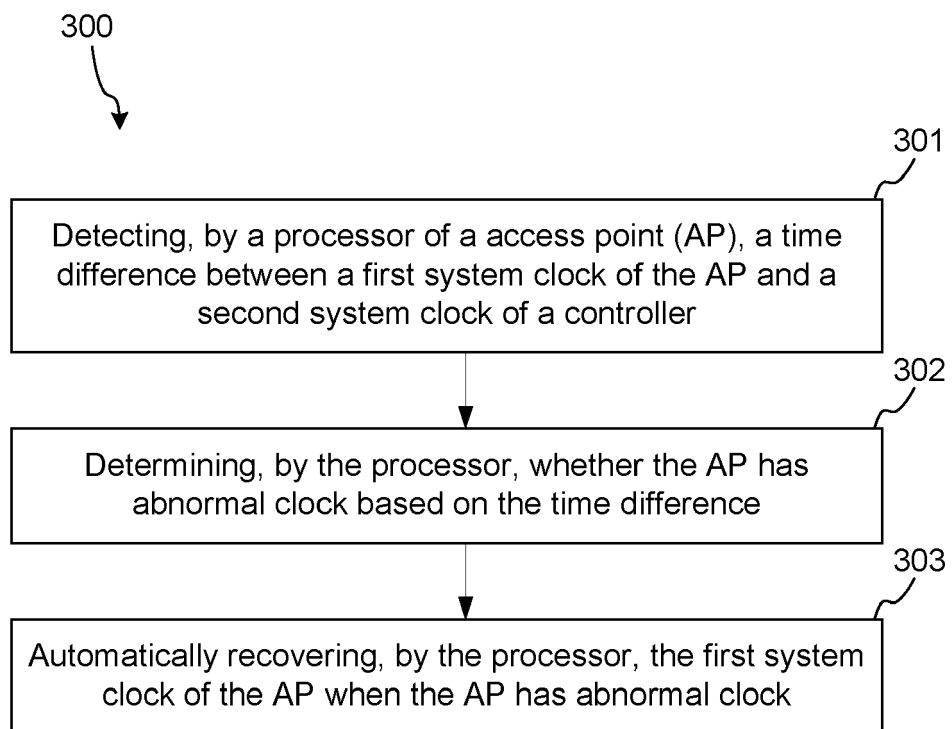 300
301
Detecting, by a processor of a access point (AP), a time
difference between a first system clock of the AP and a
second system clock of a controller
302
Determining, by the processor, whether the AP has
abnormal clock based on the time difference
303
Automatically recovering, by the processor, the first system
clock of the AP when the AP has abnormal clock